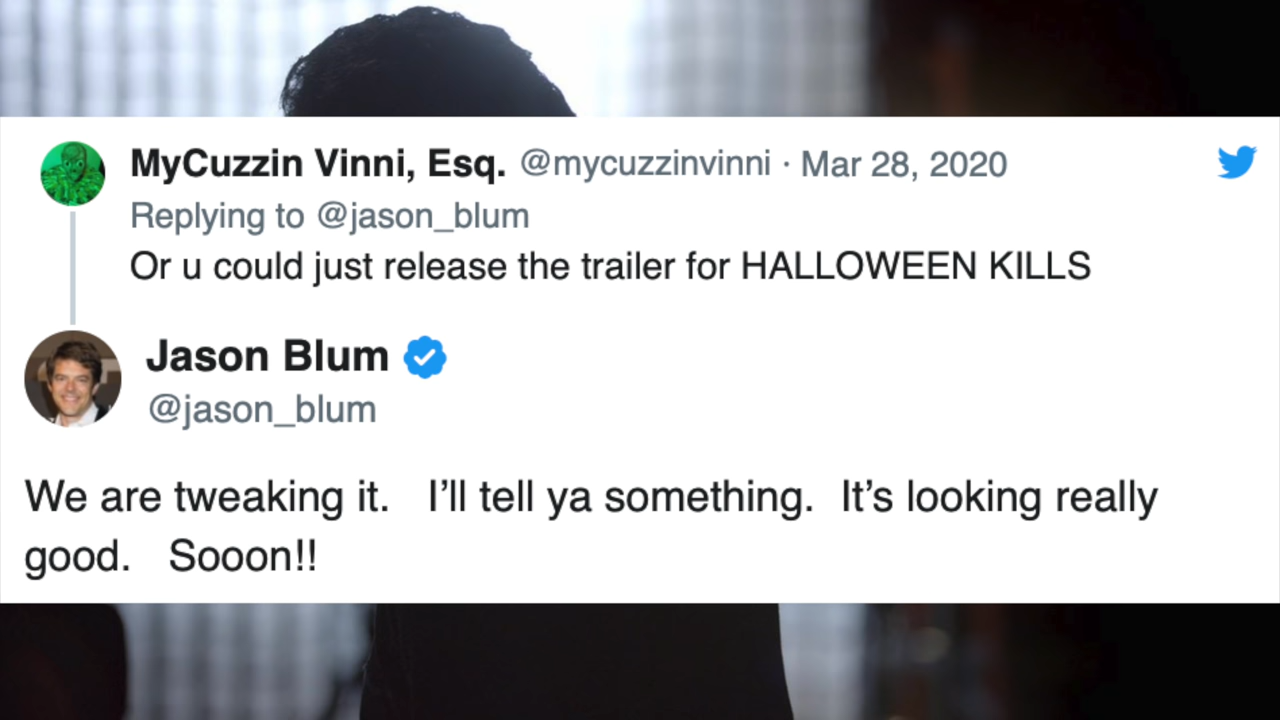 MyCuzzin Vinni, Esq. @mycuzzinvinni · Mar 28, 2020
Replying to @jason_blum
Or u could just release the trailer for HALLOWEEN KILLS
Jason Blum
@jason_blum
We are tweaking it.   I’ll tell ya something.  It’s looking really
good.   Sooon!!